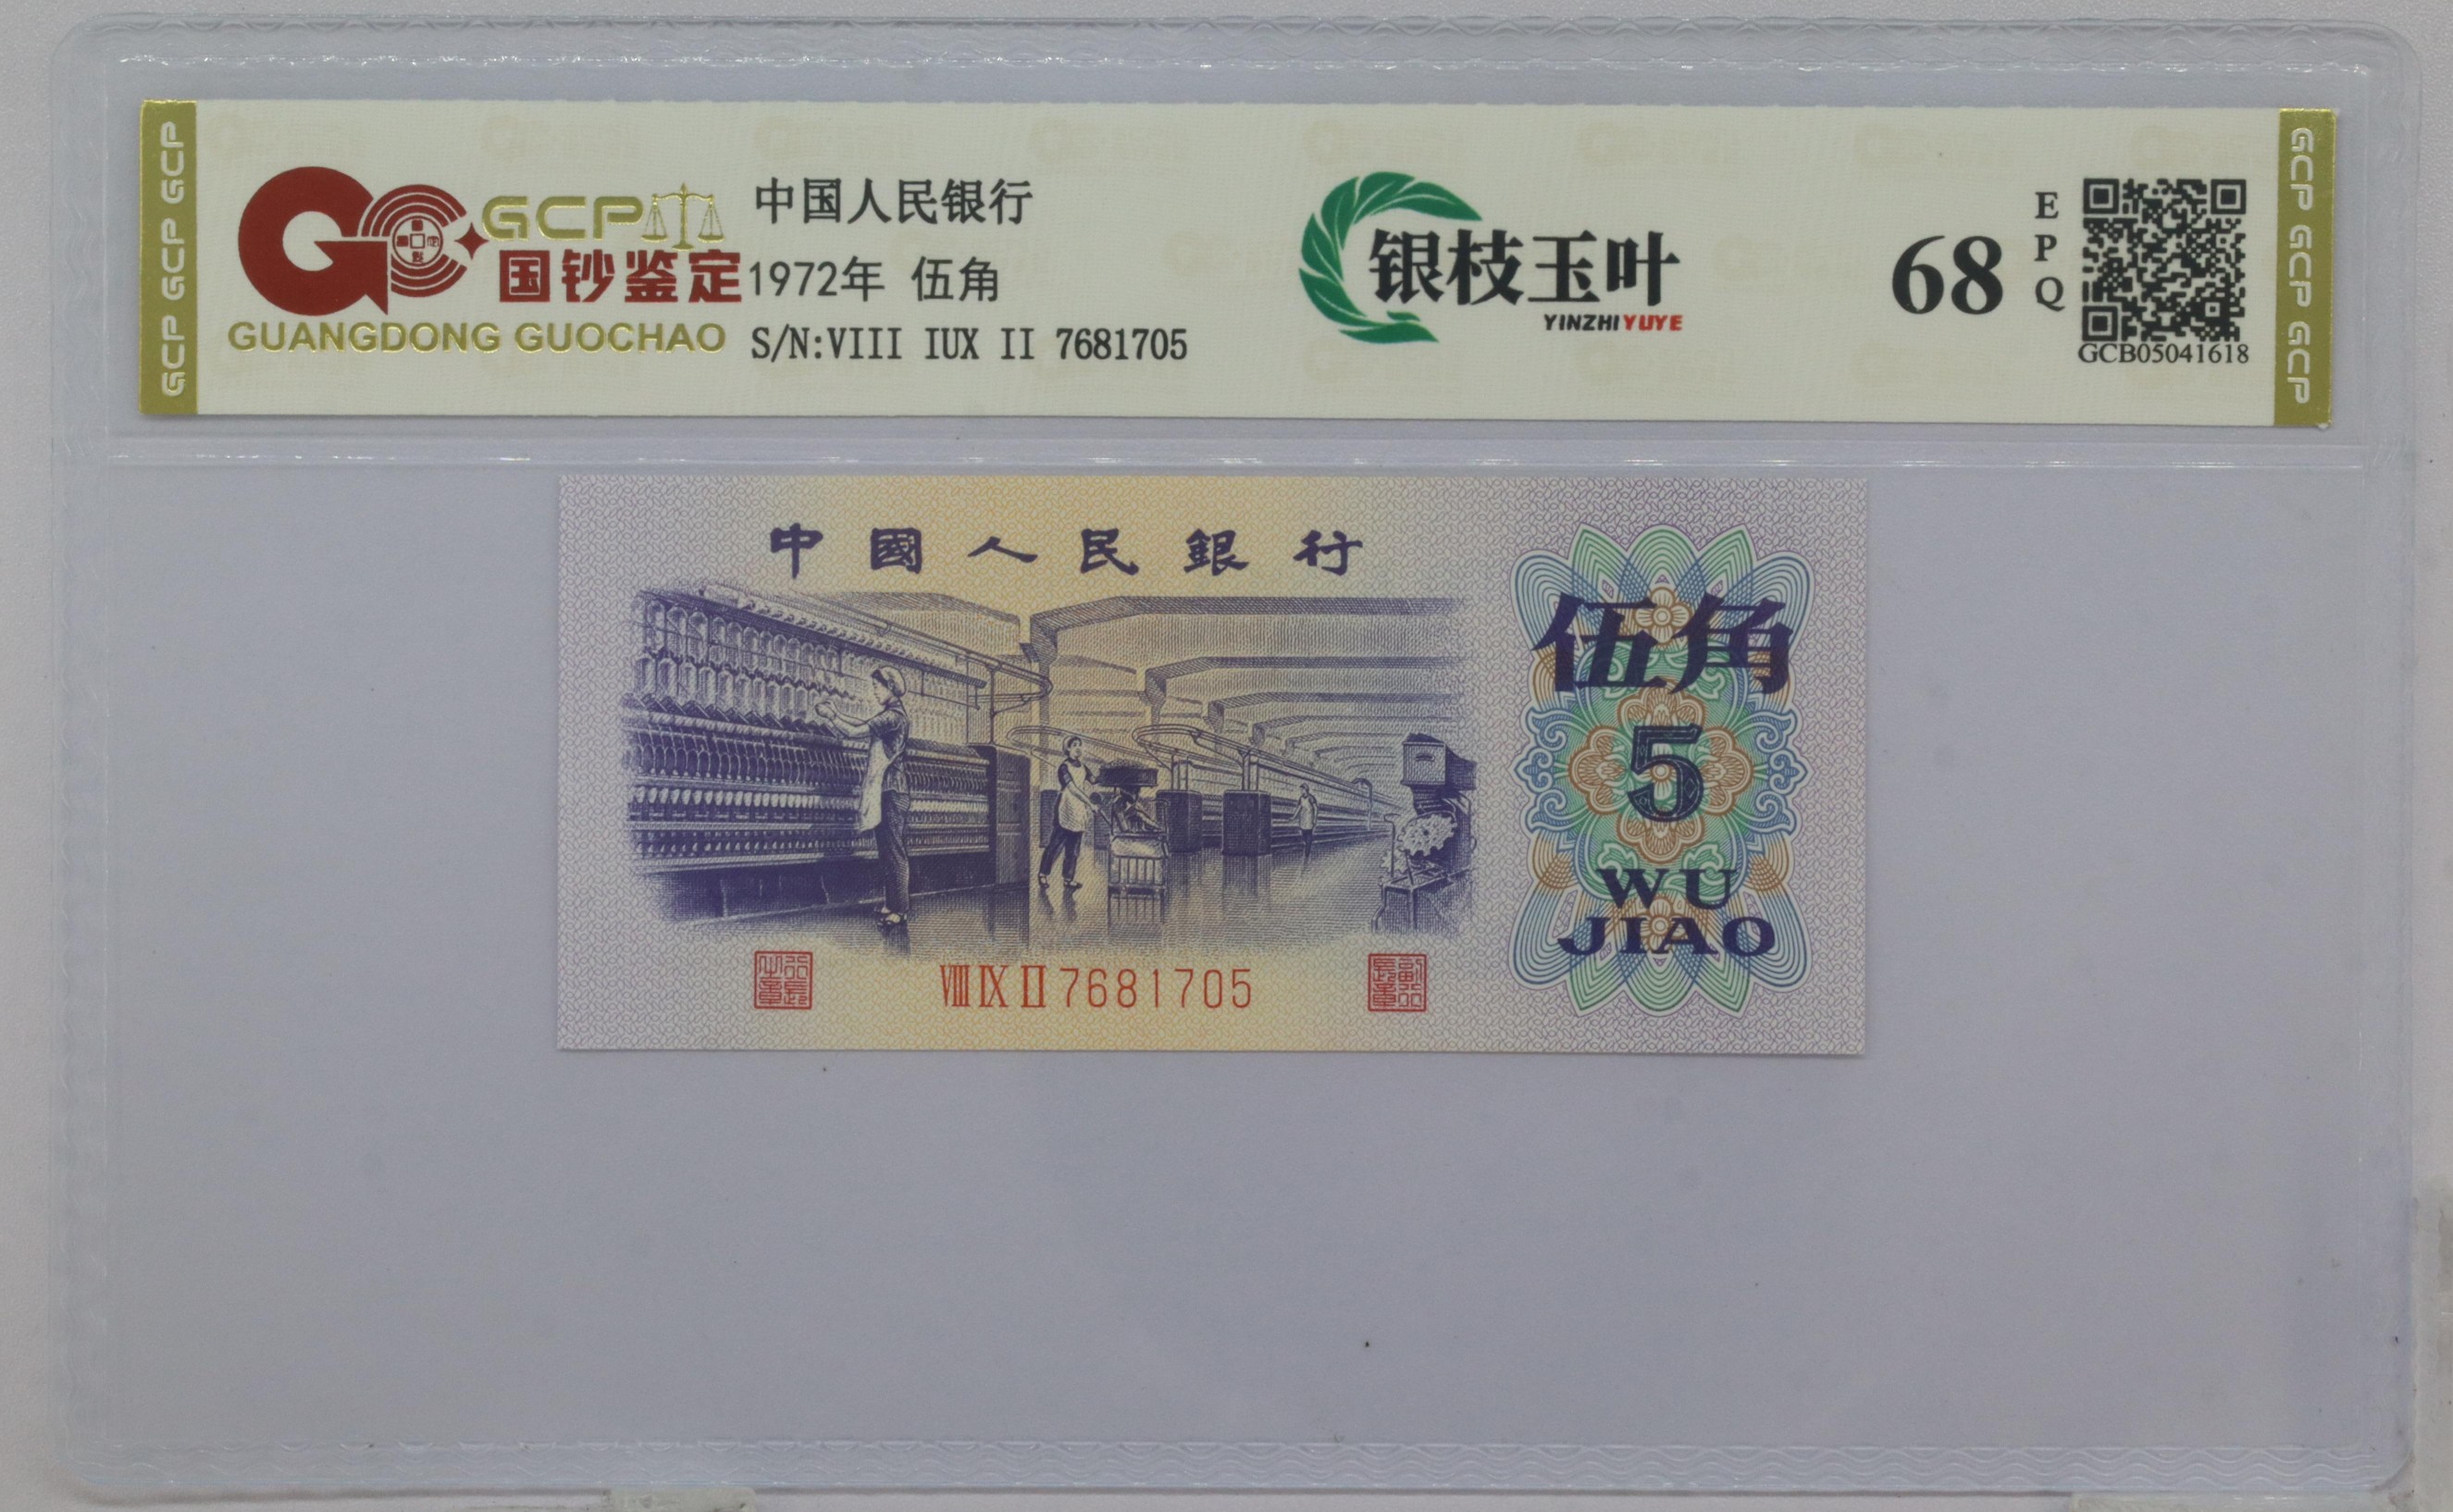 GCP GCP GCP
GCP
国钞鉴定
GUANGDONG GUOCHAO
中国人民银行
1972年 伍角
S/N:VIII IUX II 7681705
银枝玉叶
YINZHIYUYE
68
EPQ
GCB05041618
GCP GCP GCP
中國人民銀行
伍角
5
WU
JIAO
VIII IX II 7681705